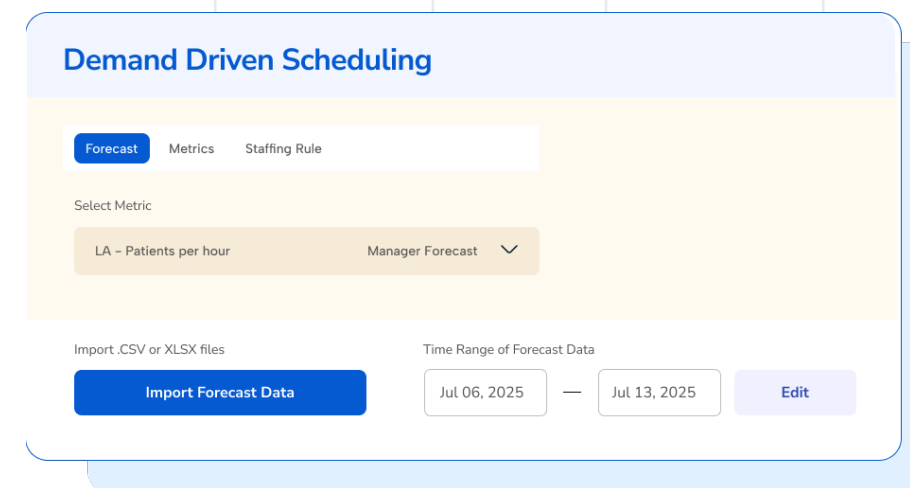 Demand Driven Scheduling
Forecast Metrics Staffing Rule
Select Metric
LA – Patients per hour Manager Forecast
Import .CSV or XLSX files Time Range of Forecast Data
Import Forecast Data Jul 06, 2025 — Jul 13, 2025 Edit